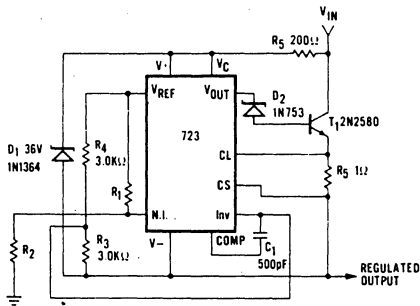 VIN
R5 200Ω
V+
VC
VREF
VOUT
D2
1N753
T1 2N2580
723
D1 36V
1N1364
R4
3.0KΩ
CL
R5 1Ω
R1
CS
N.I.
Inv
R2
R3
3.0KΩ
V-
COMP
C1
500pF
REGULATED
OUTPUT